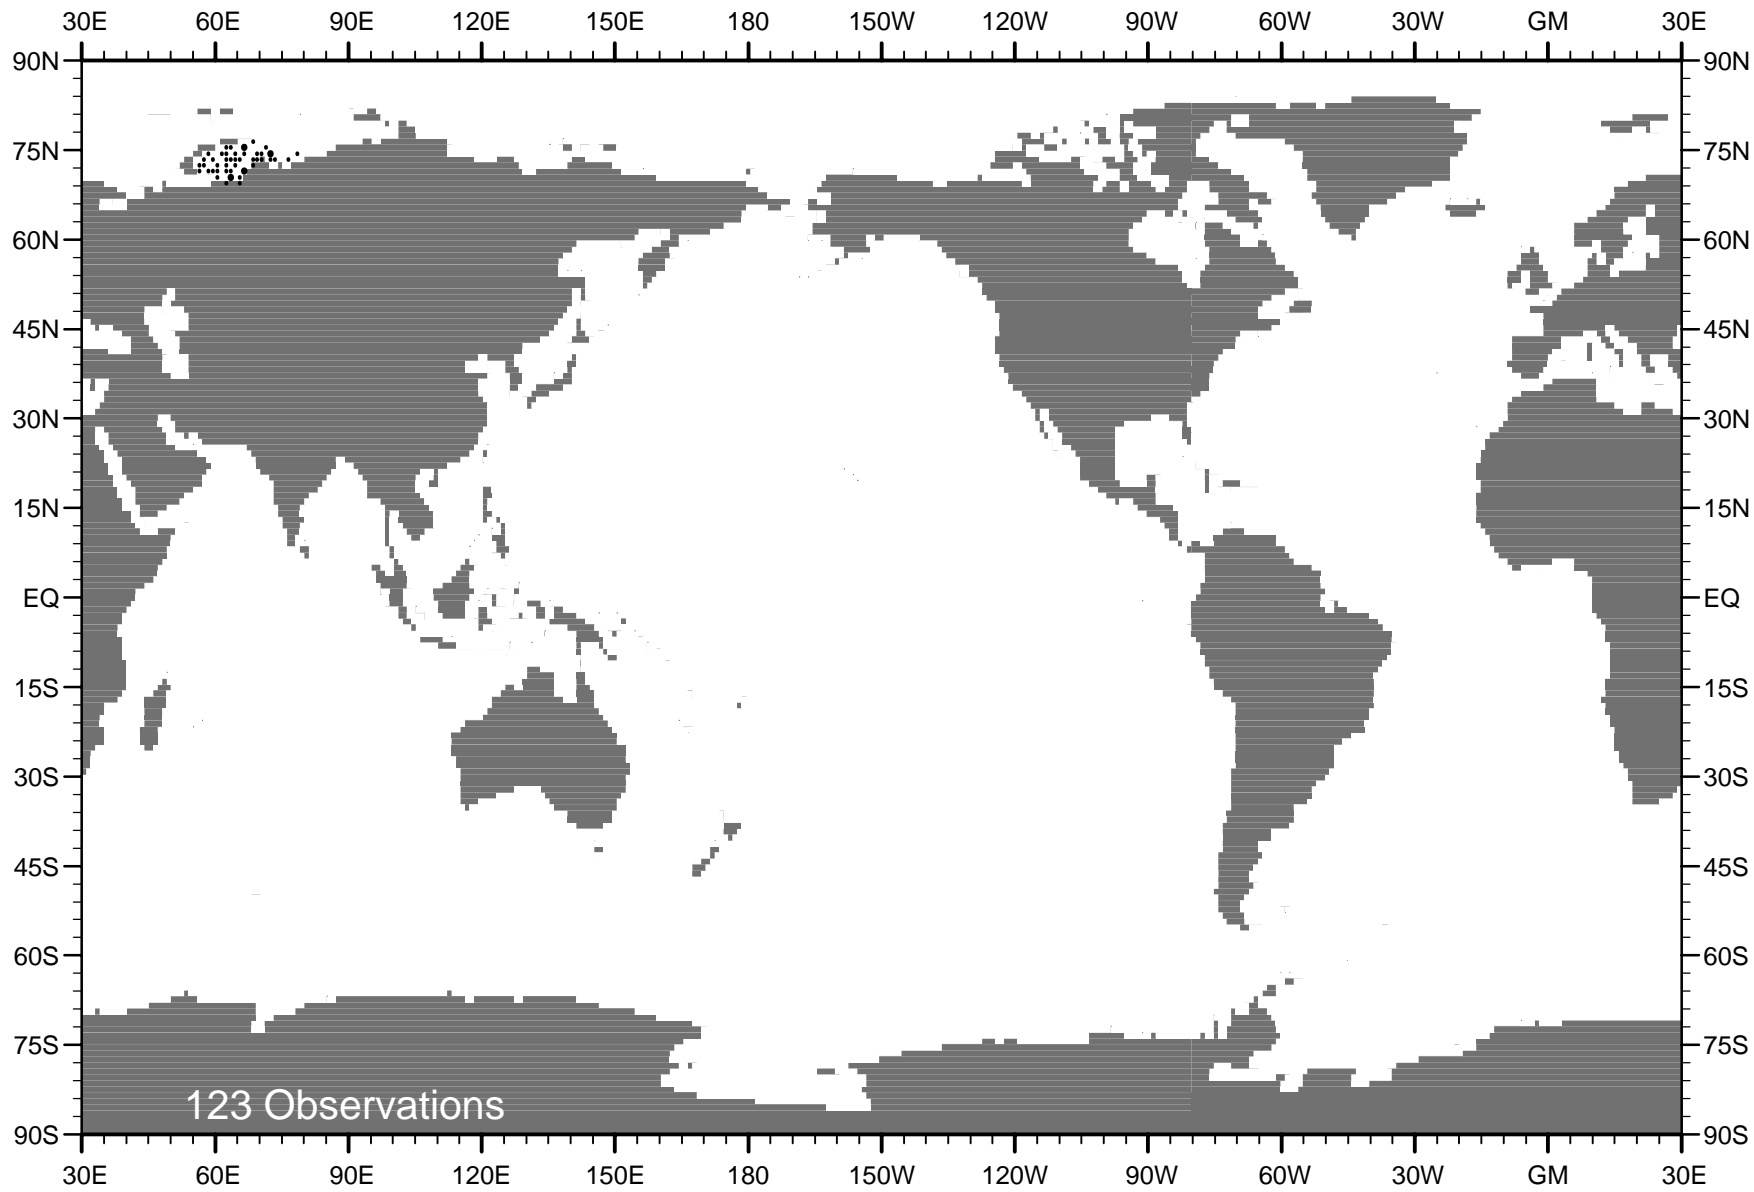 30E 60E 90E 120E 150E 180 150W 120W 90W 60W 30W GM 30E
90N 90N
75N 75N
60N 60N
45N 45N
30N 30N
15N 15N
EQ EQ
15S 15S
30S 30S
45S 45S
60S 60S
75S 75S
123 Observations
90S 90S
30E 60E 90E 120E 150E 180 150W 120W 90W 60W 30W GM 30E